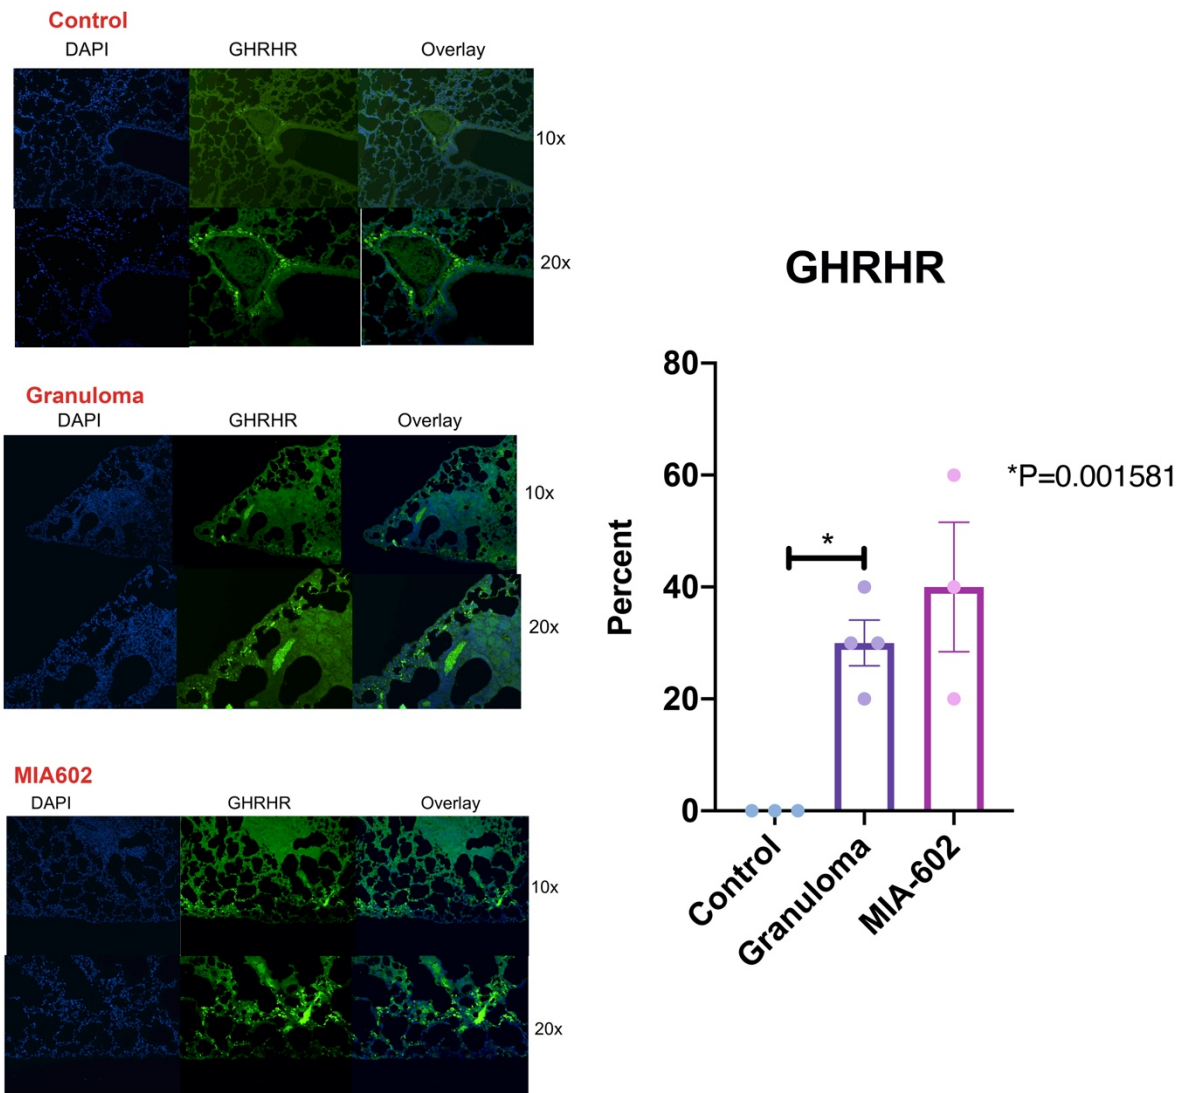 Control
DAPI GHRHR Overlay
10x
20x
Granuloma
DAPI GHRHR Overlay
10x
20x
MIA602
DAPI GHRHR Overlay
10x
20x
GHRHR
Percent
80
60
40
20
0
*
*P=0.001581
Control
Granuloma
MIA-602